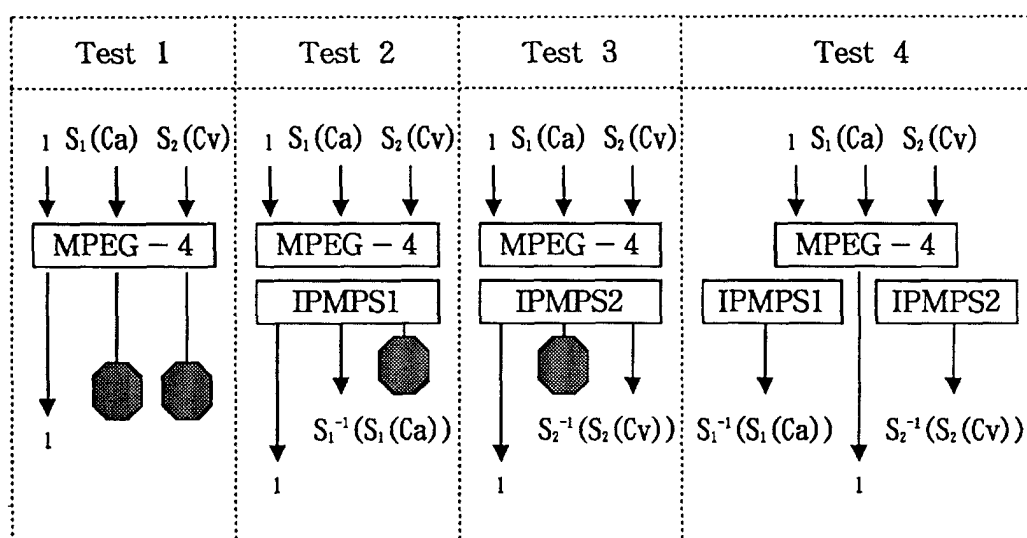 Test 1 Test 2 Test 3 Test 4
1 S₁(Ca) S₂(Cv) 1 S₁(Ca) S₂(Cv) 1 S₁(Ca) S₂(Cv) 1 S₁(Ca) S₂(Cv)
MPEG-4 MPEG-4 MPEG-4 MPEG-4
IPMPS1 IPMPS2 IPMPS1 IPMPS2
1 S₁⁻¹(S₁(Ca)) S₂⁻¹(S₂(Cv)) S₁⁻¹(S₁(Ca)) S₂⁻¹(S₂(Cv))
1 1 1